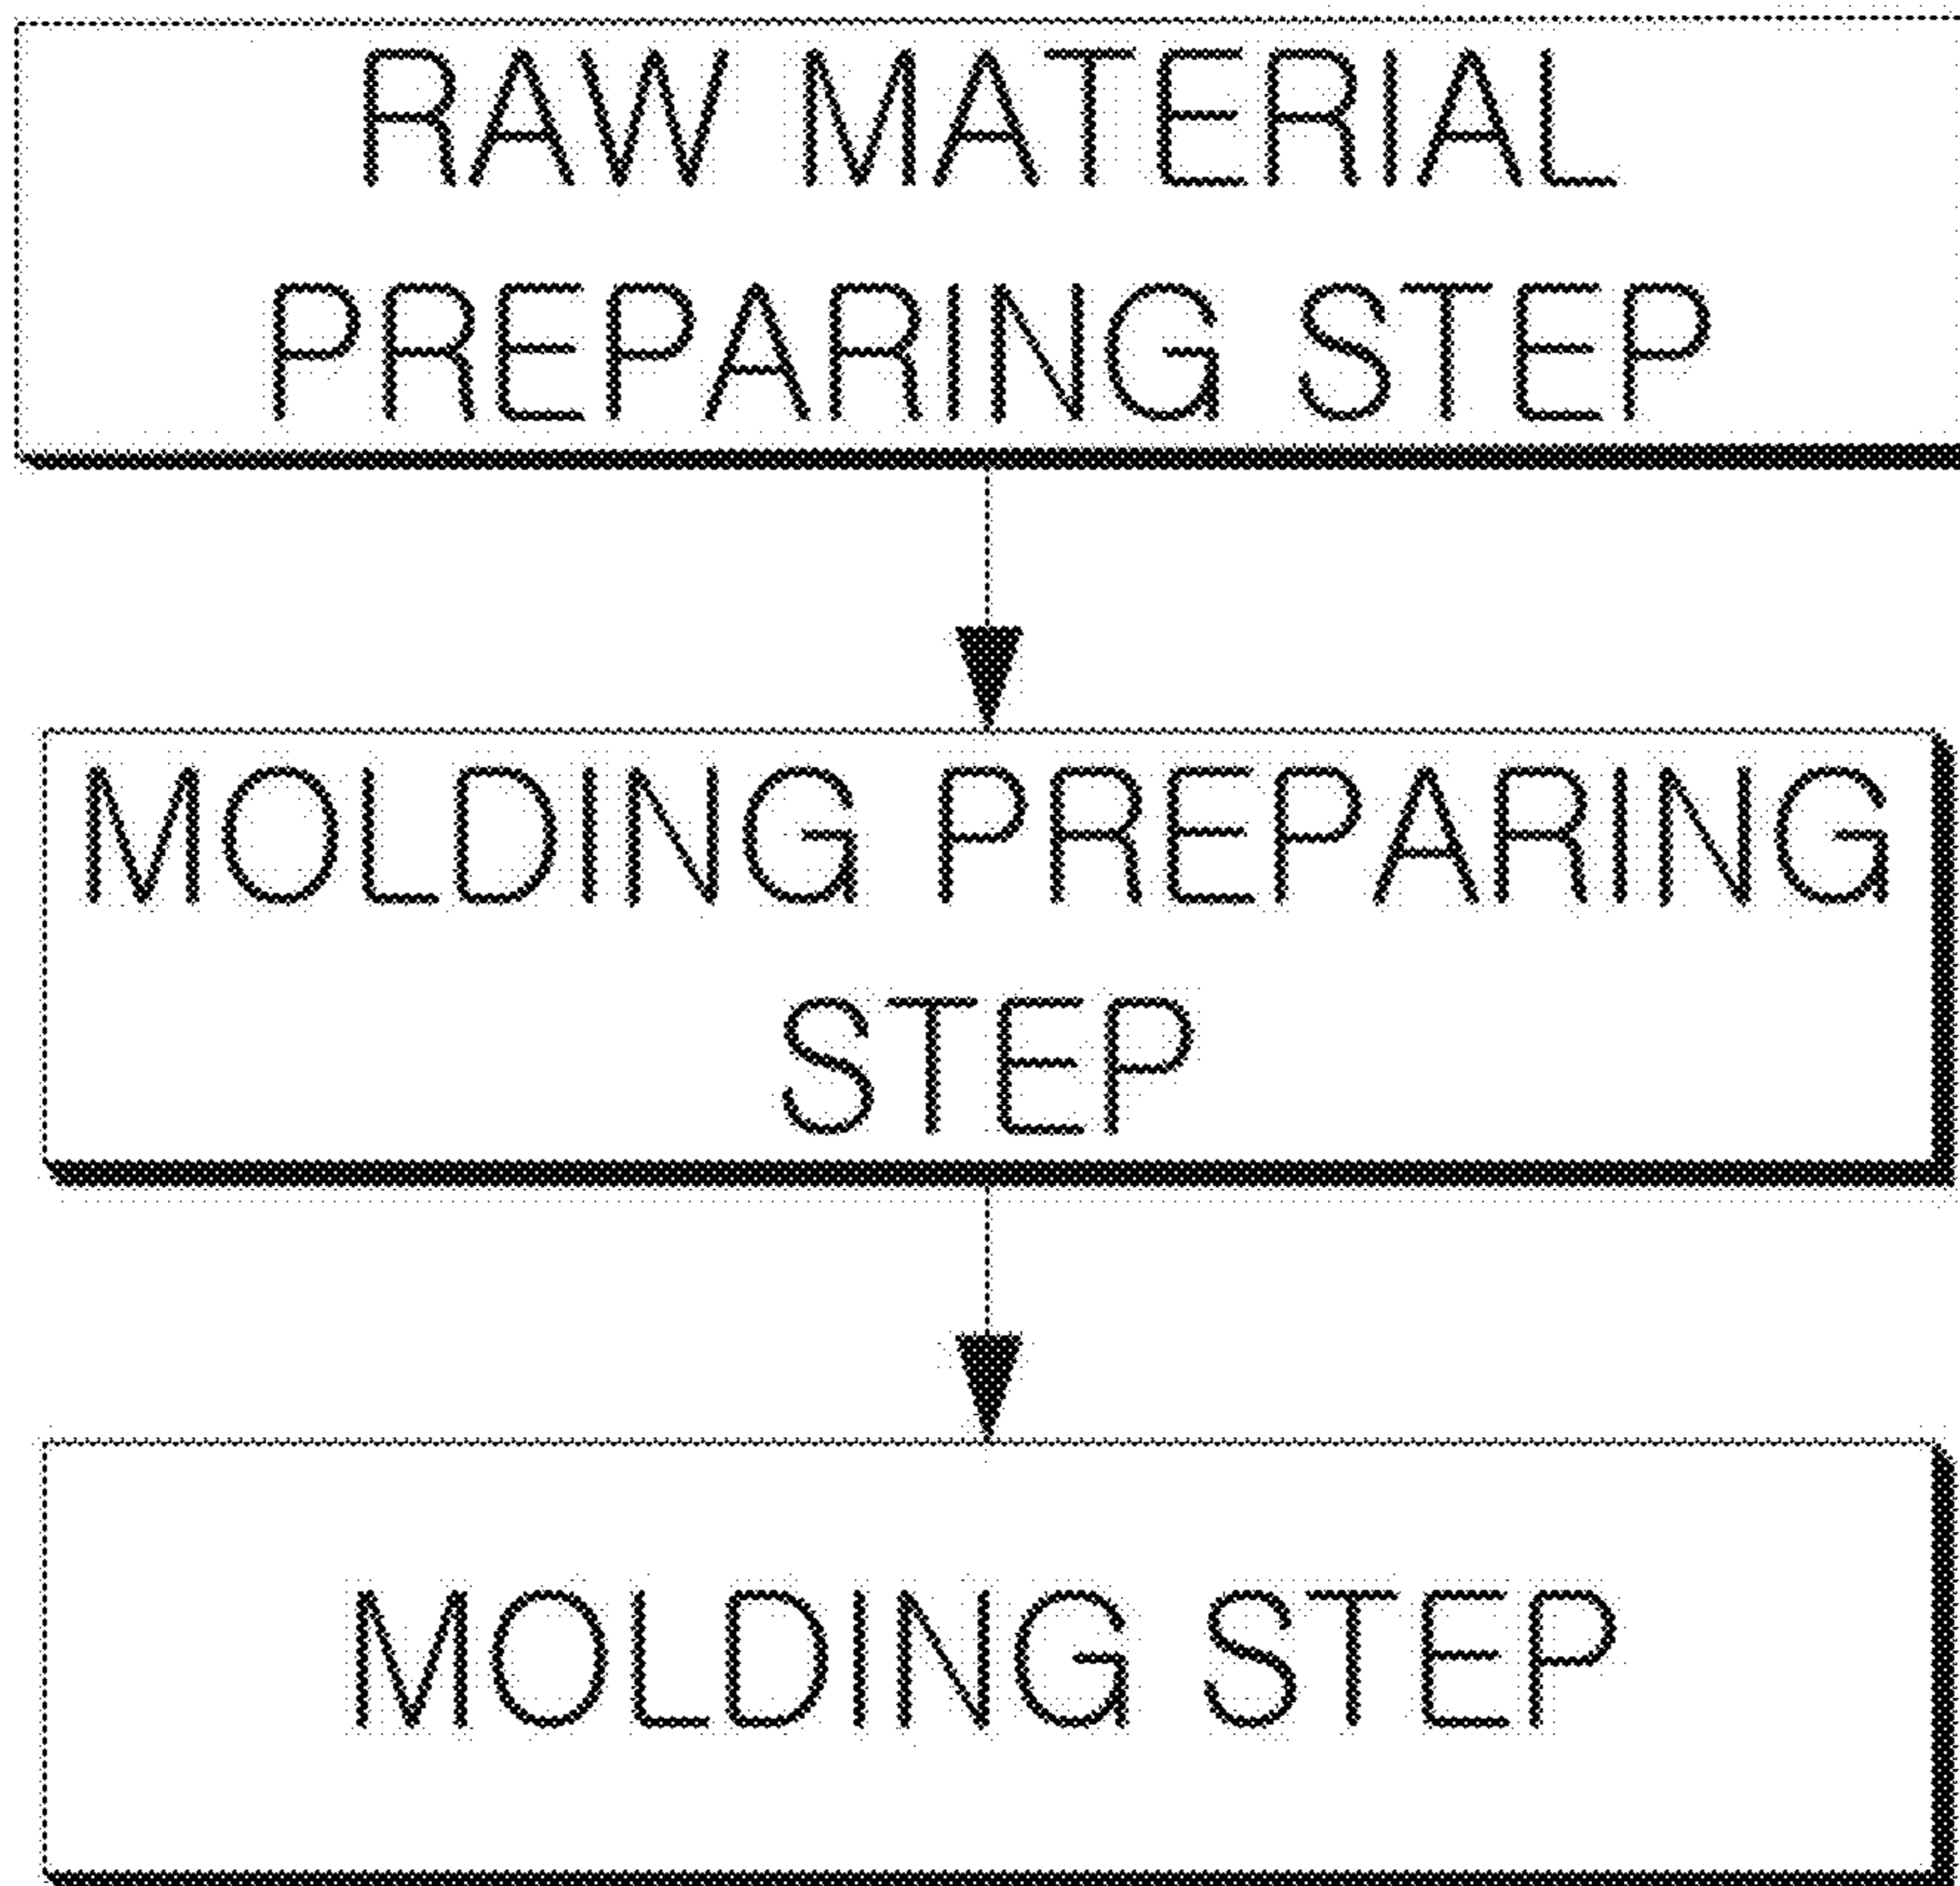 RAW MATERIAL
PREPARING STEP
MOLDING PREPARING
STEP
MOLDING STEP